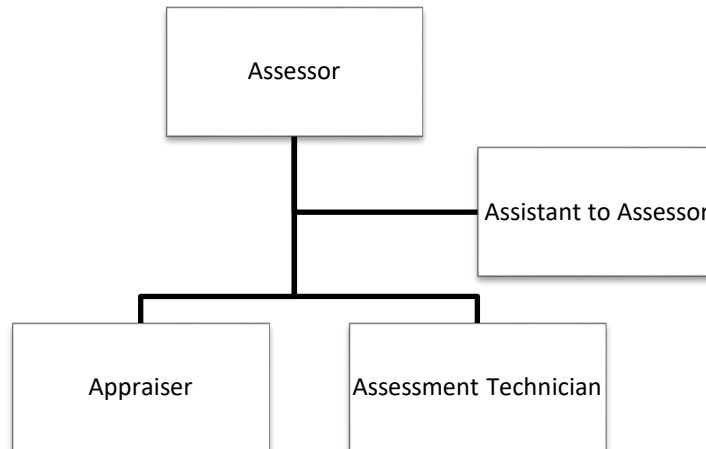 Assessor
Assistant to Assessor
Appraiser
Assessment Technician